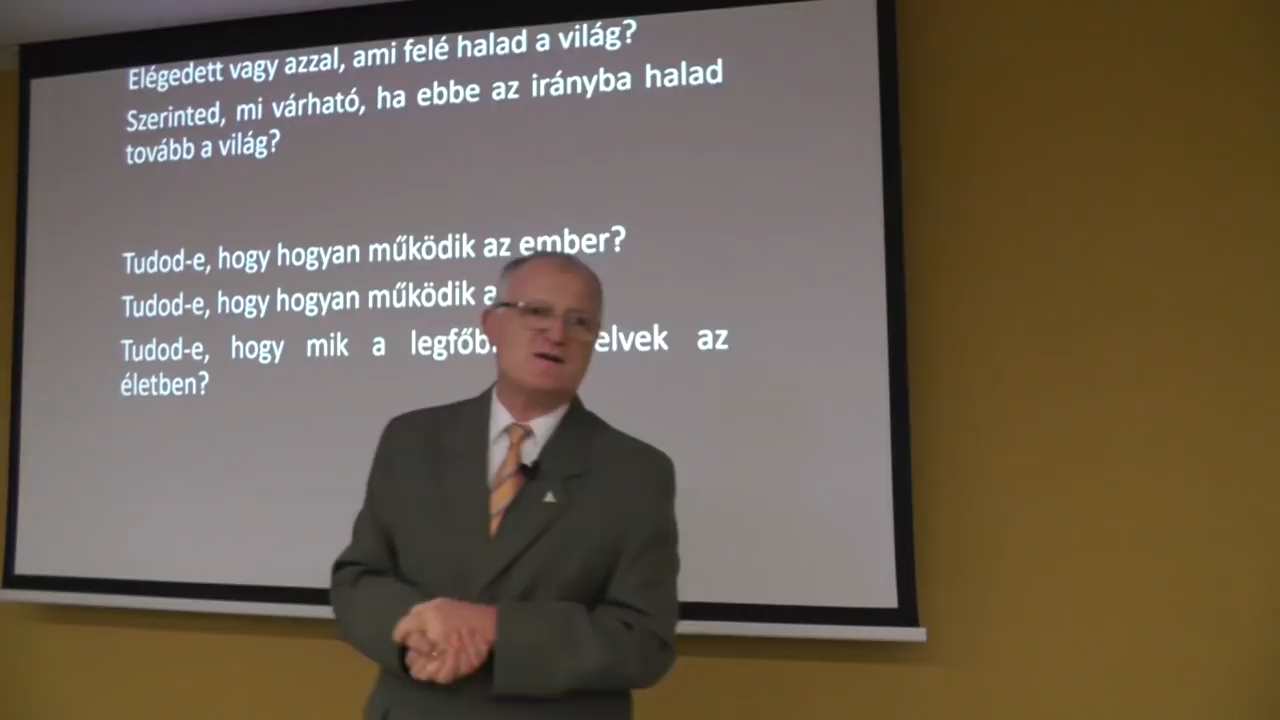 Elégedett vagy azzal, ami felé halad a világ?
Szerinted, mi várható, ha ebbe az irányba halad
tovább a világ?
Tudod-e, hogy hogyan működik az ember?
Tudod-e, hogy hogyan működik a
Tudod-e, hogy mik a legfőb elvek az
életben?